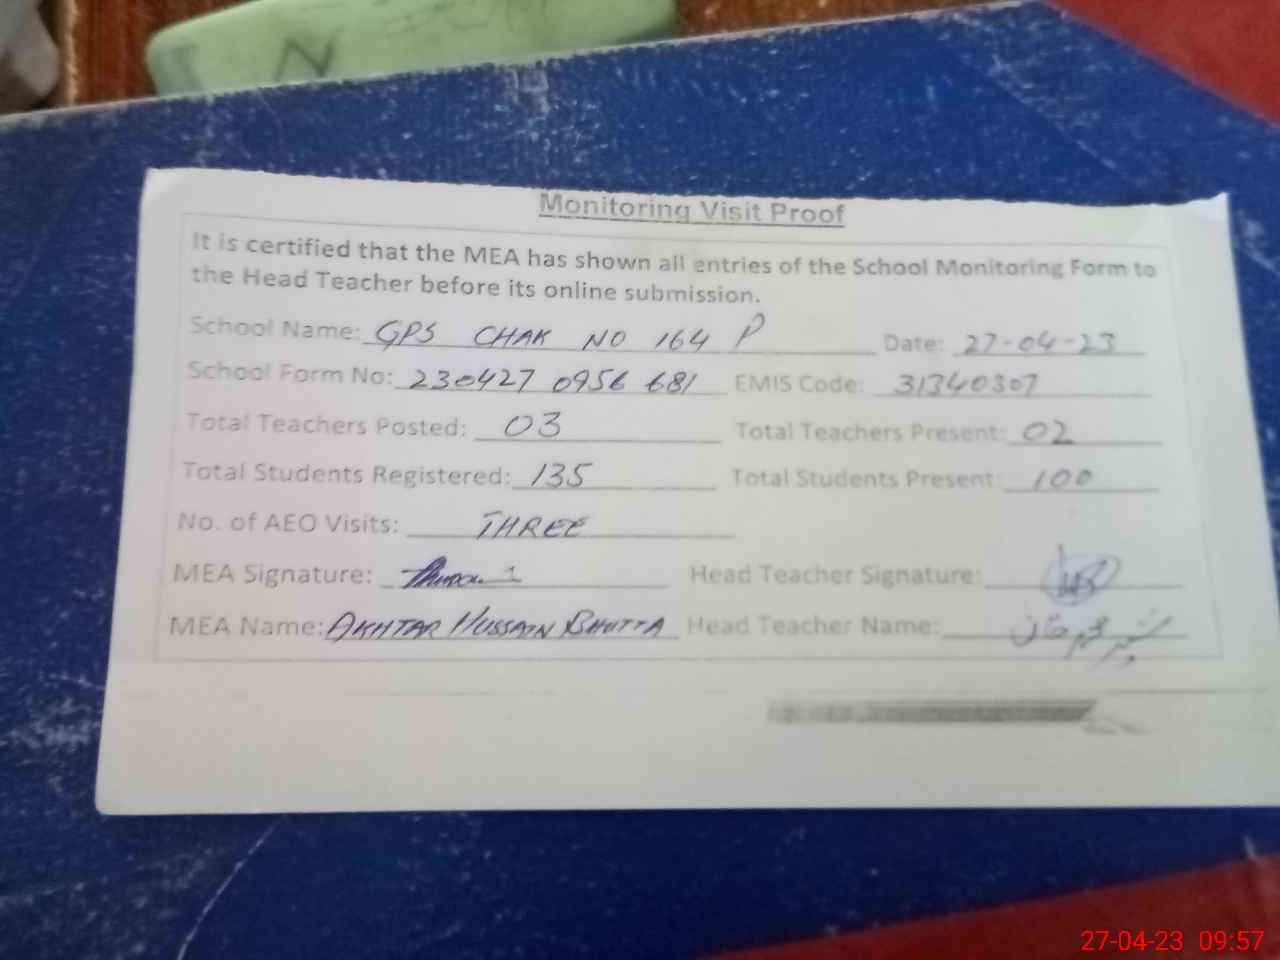 Monitoring Visit Proof
It is certified that the MEA has shown all entries of the School Monitoring Form to
the Head Teacher before its online submission.
School Name: GPS CHAK NO 164 P Date: 27-04-23
School Form No: 230427 0956 681 EMIS Code: 31340307
Total Teachers Posted: 03 Total Teachers Present: 02
Total Students Registered: 135 Total Students Present: 100
No. of AEO Visits: THREE
MEA Signature: Head Teacher Signature:
MEA Name: AKHTAR HUSSAIN BHUTTA Head Teacher Name:
27-04-23 09:57